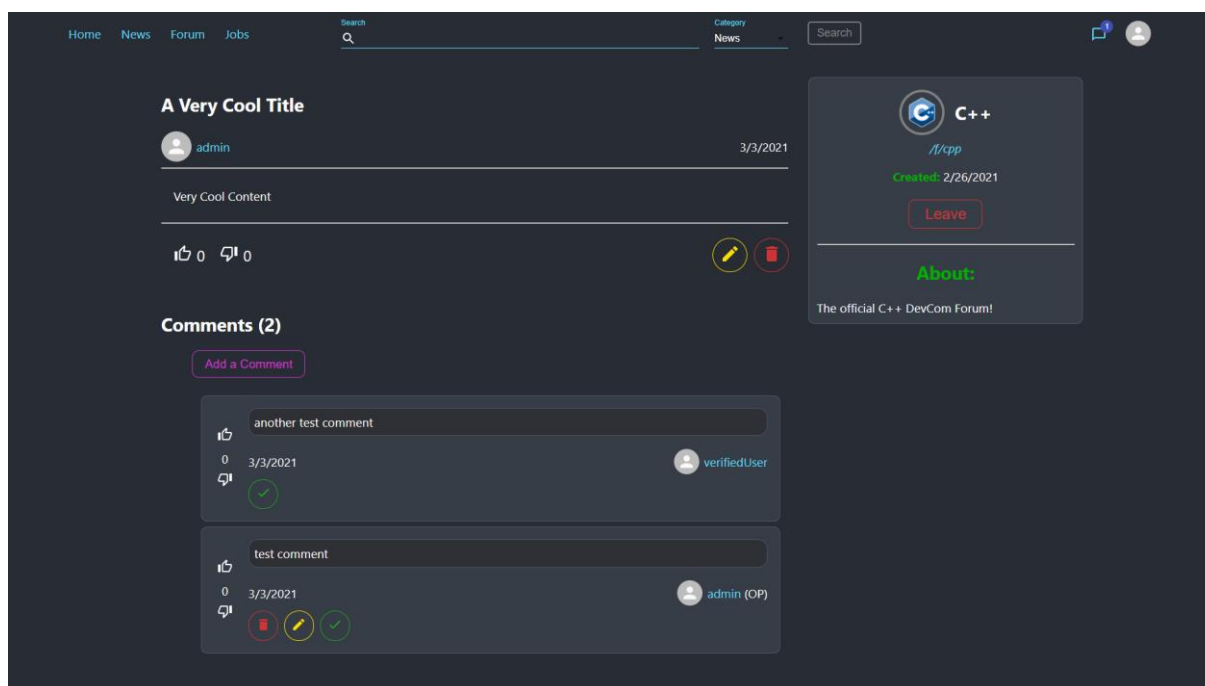 Home News Forum Jobs
Search
Category
News
Search
1
A Very Cool Title
admin
3/3/2021
Very Cool Content
0 0
Comments (2)
Add a Comment
another test comment
0
3/3/2021
verifiedUser
test comment
0
3/3/2021
admin (OP)
C++
C++
/f/cpp
Created: 2/26/2021
Leave
About:
The official C++ DevCom Forum!